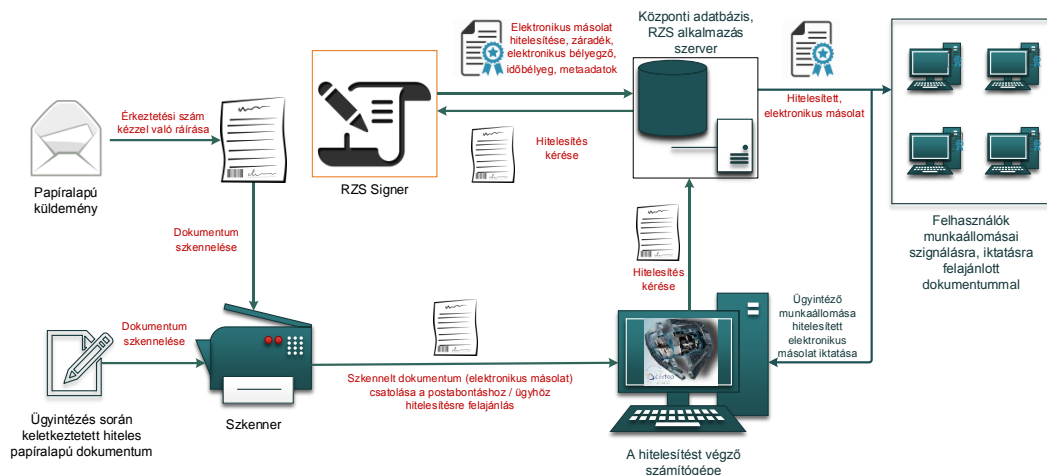 Elektronikus másolat
hitelesítése, záradék,
elektronikus bélyegző,
időbélyeg, metaadatok
Központi adatbázis,
RZS alkalmazás
szerver
Érkeztetési szám
kézzel való ráírása
Hitelesített,
elektronikus másolat
Hitelesítés
kérése
Papíralapú
küldemény
RZS Signer
Felhasználók
munkaállomásai
szignálásra, iktatásra
felajánlott
dokumentummal
Dokumentum
szkennelése
Hitelesítés
kérése
Ügyintéző
munkaállomása
hitelesített
elektronikus
másolat iktatása
Dokumentum
szkennelése
Szkennelt dokumentum (elektronikus másolat)
csatolása a postabontáshoz / ügyhöz
hitelesítésre felajánlás
Ügyintézés során
keletkeztetett hiteles
papíralapú dokumentum
Szkenner
A hitelesítést végző
számítógépe